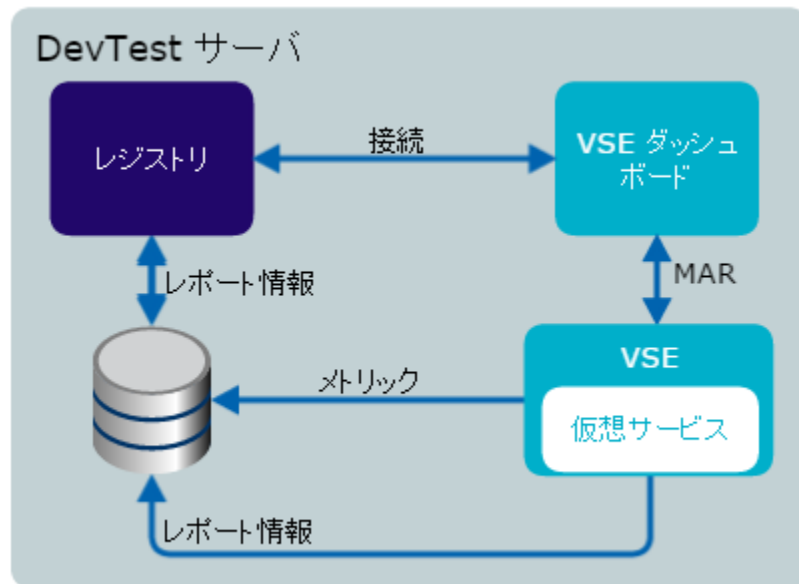 DevTest サーバ
レジストリ
接続
VSE ダッシュ
ボード
レポート情報
MAR
メトリック
VSE
仮想サービス
レポート情報